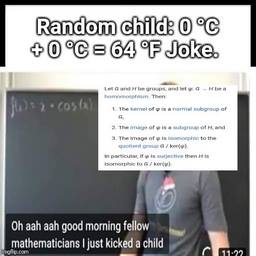 Random child: 0 °C
+ 0 °C = 64 °F Joke.
Let G and H be groups, and let φ: G → H be a
homomorphism. Then:
1. The kernel of φ is a normal subgroup of
G,
2. The image of φ is a subgroup of H, and
3. The image of φ is isomorphic to the
quotient group G / ker(φ).
In particular, if φ is surjective then H is
isomorphic to G / ker(φ).
Oh aah aah good morning fellow
mathematicians I just kicked a child
11:22
imgflip.com